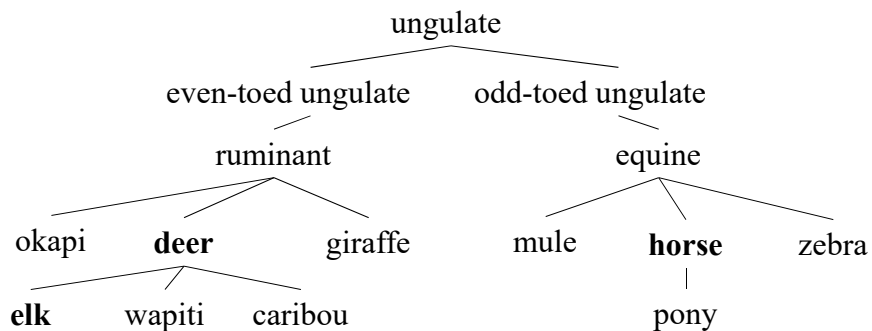 ungulate
even-toed ungulate odd-toed ungulate
ruminant equine
okapi deer giraffe mule horse zebra
elk wapiti caribou pony